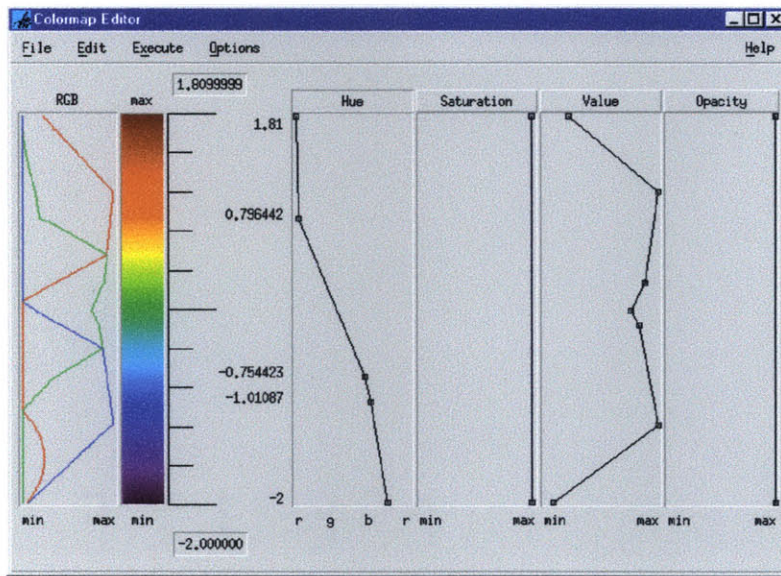 Colormap Editor
File Edit Execute Options Help
1.8099999
RGB max Hue Saturation Value Opacity
1.81
0.796442
-0.754423
-1.01087
-2
min max min r g b r min max min max min max
-2.000000